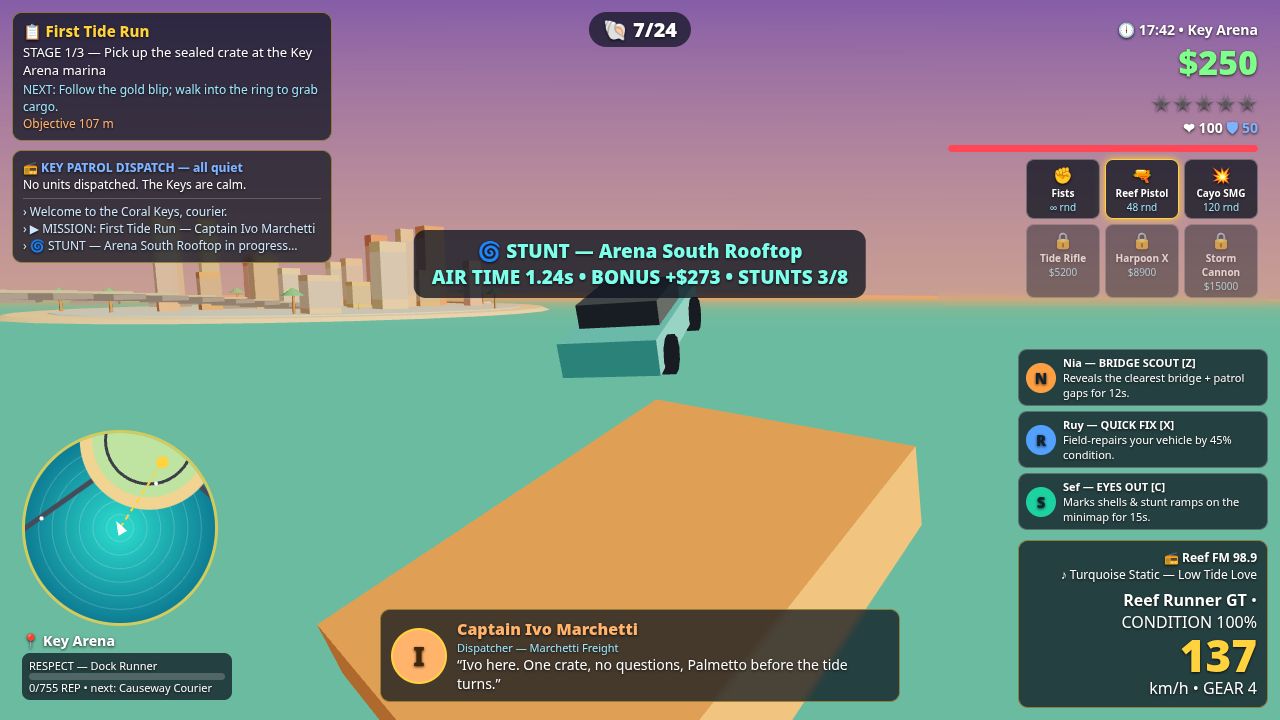 📋 First Tide Run
STAGE 1/3 — Pick up the sealed crate at the Key
Arena marina
NEXT: Follow the gold blip; walk into the ring to grab
cargo.
Objective 107 m
📻 KEY PATROL DISPATCH — all quiet
No units dispatched. The Keys are calm.
› Welcome to the Coral Keys, courier.
› ▶ MISSION: First Tide Run — Captain Ivo Marchetti
› 🌀 STUNT — Arena South Rooftop in progress...
🐚 7/24
🌀 STUNT — Arena South Rooftop
AIR TIME 1.24s • BONUS +$273 • STUNTS 3/8
🕔 17:42 • Key Arena
$250
★★★★★
❤ 100 🛡 50
✊ Fists
∞ rnd
🔫 Reef Pistol
48 rnd
💥 Cayo SMG
120 rnd
🔒 Tide Rifle
$5200
🔒 Harpoon X
$8900
🔒 Storm
Cannon
$15000
N
Nia — BRIDGE SCOUT [Z]
Reveals the clearest bridge + patrol
gaps for 12s.
R
Ruy — QUICK FIX [X]
Field-repairs your vehicle by 45%
condition.
S
Sef — EYES OUT [C]
Marks shells & stunt ramps on the
minimap for 15s.
📻 Reef FM 98.9
♪ Turquoise Static — Low Tide Love
Reef Runner GT •
CONDITION 100%
137
km/h • GEAR 4
📍 Key Arena
RESPECT — Dock Runner
0/755 REP • next: Causeway Courier
I
Captain Ivo Marchetti
Dispatcher — Marchetti Freight
“Ivo here. One crate, no questions, Palmetto before the tide
turns.”